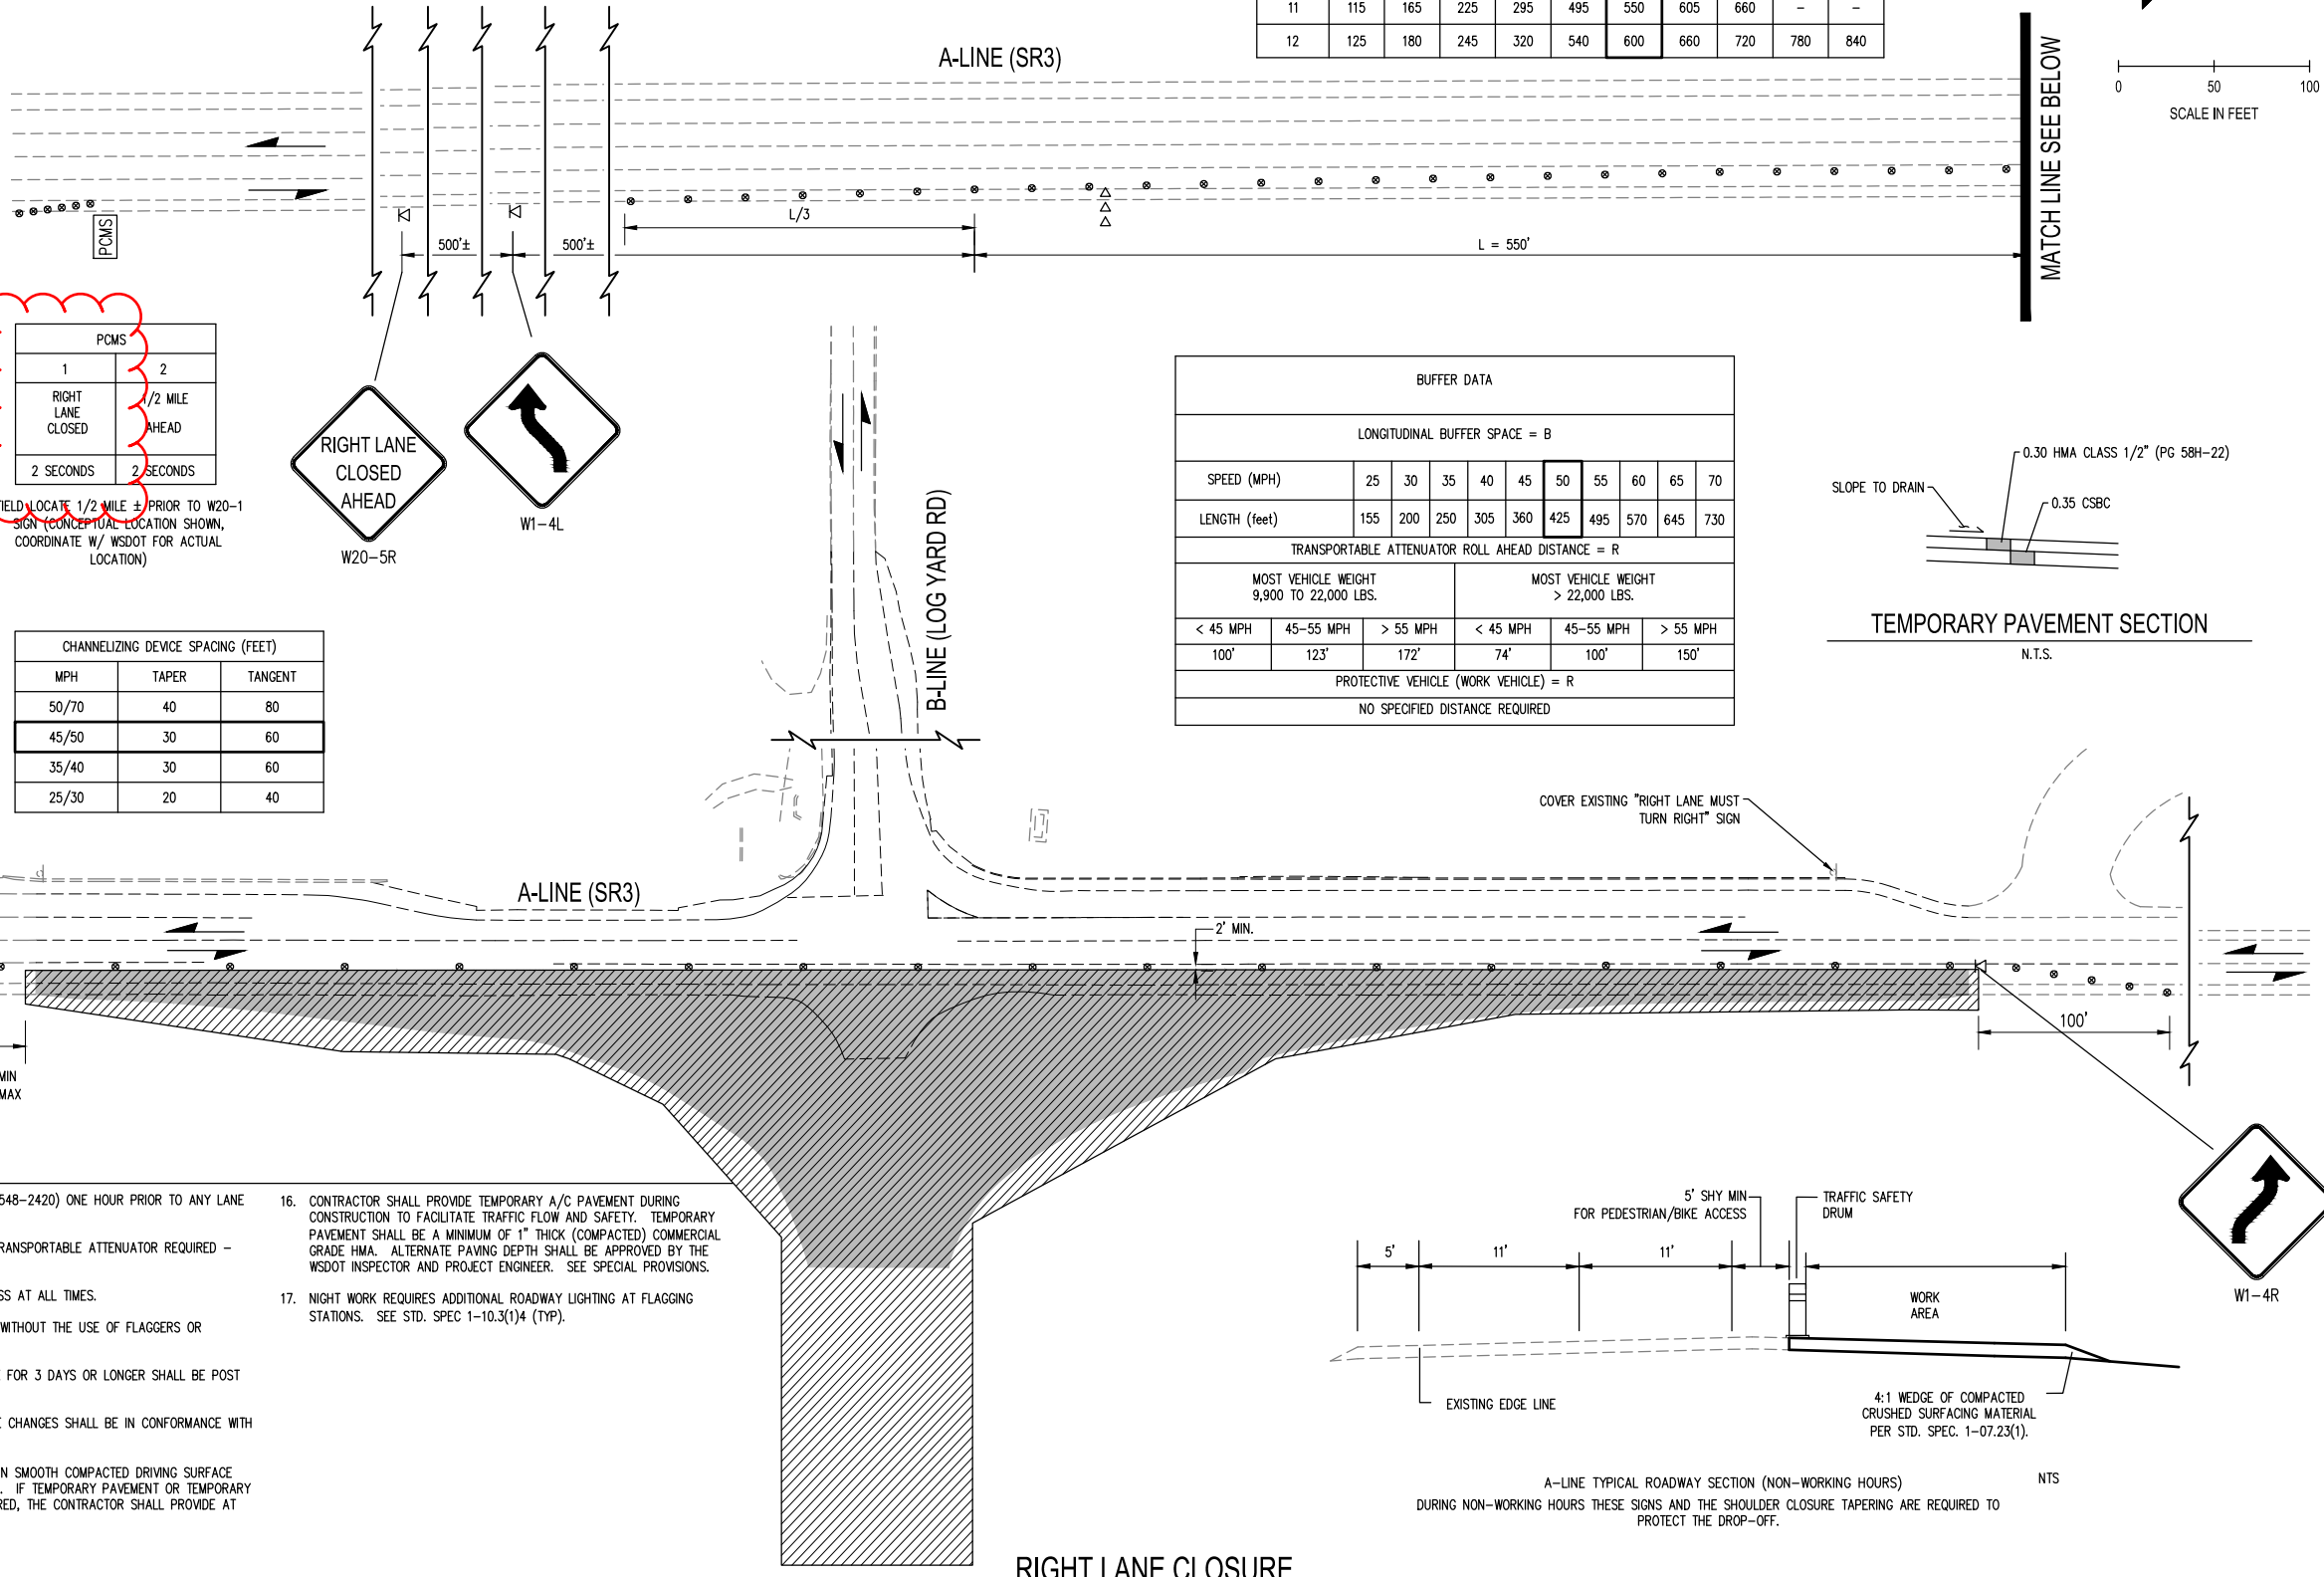 11 115 165 225 295 495 550 605 660 - -
12 125 180 245 320 540 600 660 720 780 840
A-LINE (SR3)
MATCH LINE SEE BELOW
0 50 100
SCALE IN FEET
PCMS
L/3
500'±
500'±
L = 550'
PCMS
1 2
RIGHT
LANE
CLOSED
1/2 MILE
AHEAD
2 SECONDS 2 SECONDS
FIELD LOCATE 1/2 MILE ± PRIOR TO W20-1
SIGN (CONCEPTUAL LOCATION SHOWN,
COORDINATE W/ WSDOT FOR ACTUAL
LOCATION)
RIGHT LANE
CLOSED
AHEAD
W20-5R
W1-4L
B-LINE (LOG YARD RD)
BUFFER DATA
LONGITUDINAL BUFFER SPACE = B
SPEED (MPH) 25 30 35 40 45 50 55 60 65 70
LENGTH (feet) 155 200 250 305 360 425 495 570 645 730
TRANSPORTABLE ATTENUATOR ROLL AHEAD DISTANCE = R
MOST VEHICLE WEIGHT
9,900 TO 22,000 LBS.
MOST VEHICLE WEIGHT
> 22,000 LBS.
< 45 MPH 45-55 MPH > 55 MPH < 45 MPH 45-55 MPH > 55 MPH
100' 123' 172' 74' 100' 150'
PROTECTIVE VEHICLE (WORK VEHICLE) = R
NO SPECIFIED DISTANCE REQUIRED
0.30 HMA CLASS 1/2" (PG 58H-22)
SLOPE TO DRAIN
0.35 CSBC
TEMPORARY PAVEMENT SECTION
N.T.S.
CHANNELIZING DEVICE SPACING (FEET)
MPH TAPER TANGENT
50/70 40 80
45/50 30 60
35/40 30 60
25/30 20 40
COVER EXISTING "RIGHT LANE MUST
TURN RIGHT" SIGN
A-LINE (SR3)
2' MIN.
100'
MIN
MAX
W1-4R
548-2420) ONE HOUR PRIOR TO ANY LANE
RANSPORTABLE ATTENUATOR REQUIRED -
SS AT ALL TIMES.
WITHOUT THE USE OF FLAGGERS OR
E FOR 3 DAYS OR LONGER SHALL BE POST
E CHANGES SHALL BE IN CONFORMANCE WITH
N SMOOTH COMPACTED DRIVING SURFACE
. IF TEMPORARY PAVEMENT OR TEMPORARY
RED, THE CONTRACTOR SHALL PROVIDE AT
16. CONTRACTOR SHALL PROVIDE TEMPORARY A/C PAVEMENT DURING
CONSTRUCTION TO FACILITATE TRAFFIC FLOW AND SAFETY. TEMPORARY
PAVEMENT SHALL BE A MINIMUM OF 1" THICK (COMPACTED) COMMERCIAL
GRADE HMA. ALTERNATE PAVING DEPTH SHALL BE APPROVED BY THE
WSDOT INSPECTOR AND PROJECT ENGINEER. SEE SPECIAL PROVISIONS.
17. NIGHT WORK REQUIRES ADDITIONAL ROADWAY LIGHTING AT FLAGGING
STATIONS. SEE STD. SPEC 1-10.3(1)4 (TYP).
5' SHY MIN
FOR PEDESTRIAN/BIKE ACCESS
TRAFFIC SAFETY
DRUM
5' 11' 11'
WORK
AREA
EXISTING EDGE LINE
4:1 WEDGE OF COMPACTED
CRUSHED SURFACING MATERIAL
PER STD. SPEC. 1-07.23(1).
A-LINE TYPICAL ROADWAY SECTION (NON-WORKING HOURS) NTS
DURING NON-WORKING HOURS THESE SIGNS AND THE SHOULDER CLOSURE TAPERING ARE REQUIRED TO
PROTECT THE DROP-OFF.
RIGHT LANE CLOSURE